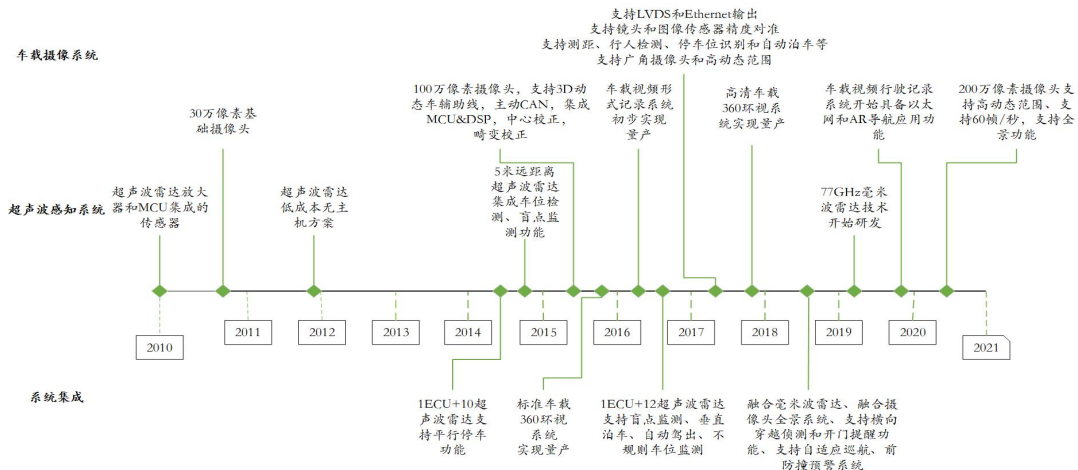 车载摄像系统
30万像素基
础摄像头
100万像素摄像头，支持3D动
态车辅助线，主动CAN，集成
MCU&DSP，中心校正，
畸变校正
车载视频形
式记录系统
初步实现
量产
支持LVDS和Ethernet输出
支持镜头和图像传感器精度对准
支持测距、行人检测、停车位识别和自动泊车等
支持广角摄像头和高动态范围
高清车载
360环视系
统实现量产
车载视频行驶记录
系统开始具备以太
网和AR导航应用功
能
200万像素摄像头支
持高动态范围、支
持60帧/秒，支持全
景功能
超声波感知系统
超声波雷达放大
器和MCU集成的
传感器
超声波雷达
低成本无主
机方案
5米远距离
超声波雷达
集成车位检
测、盲点监
测功能
77GHz毫米
波雷达技术
开始研发
2010
2011
2012
2013
2014
2015
2016
2017
2018
2019
2020
2021
系统集成
1ECU+10超
声波雷达支
持平行停车
功能
标准车载
360环视
系统
实现量产
1ECU+12超声波雷达
支持盲点监测、垂直
泊车、自动驾出、不
规则车位监测
融合毫米波雷达、融合摄
像头全景系统、支持横向
穿越侦测和开门提醒功
能、支持自适应巡航、前
防撞预警系统